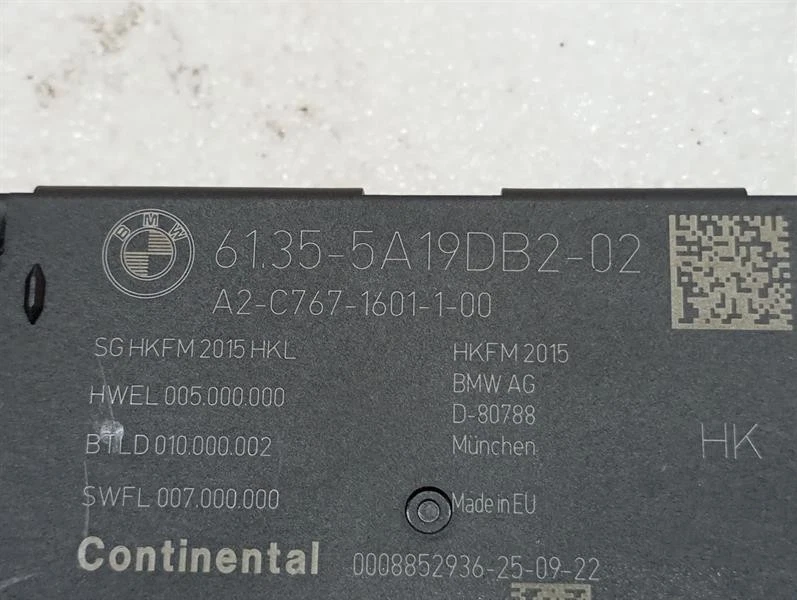 BMW
61.35-5A19DB2-02
A2-C767-1601-1-00
SG HKFM 2015 HKL
HWEL 005.000.000
BTLD 010.000.002
SWFL 007.000.000
HKFM 2015
BMW AG
D-80788
München
Made in EU
HK
Continental
0008852936-25-09-22